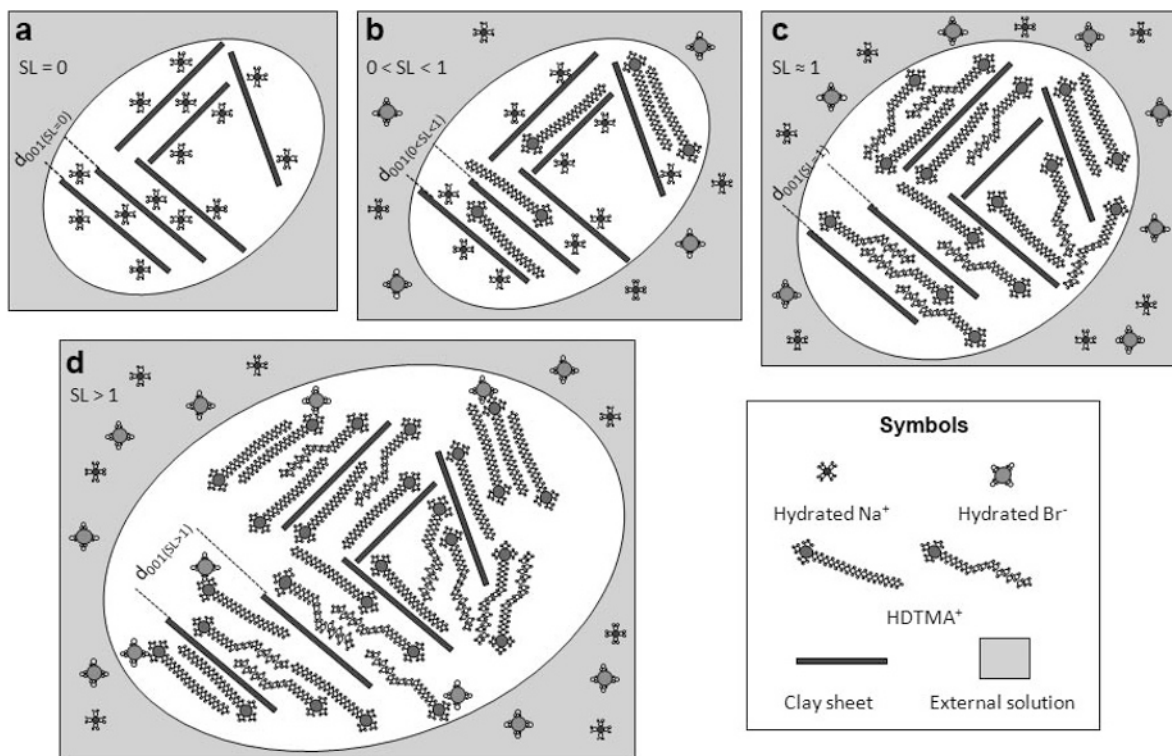 a
SL = 0
d001(SL=0)
b
0 < SL < 1
d001(0<SL<1)
c
SL ≈ 1
d001(SL≈1)
d
SL > 1
d001(SL>1)
Symbols
Hydrated Na⁺
Hydrated Br⁻
HDTMA⁺
Clay sheet
External solution